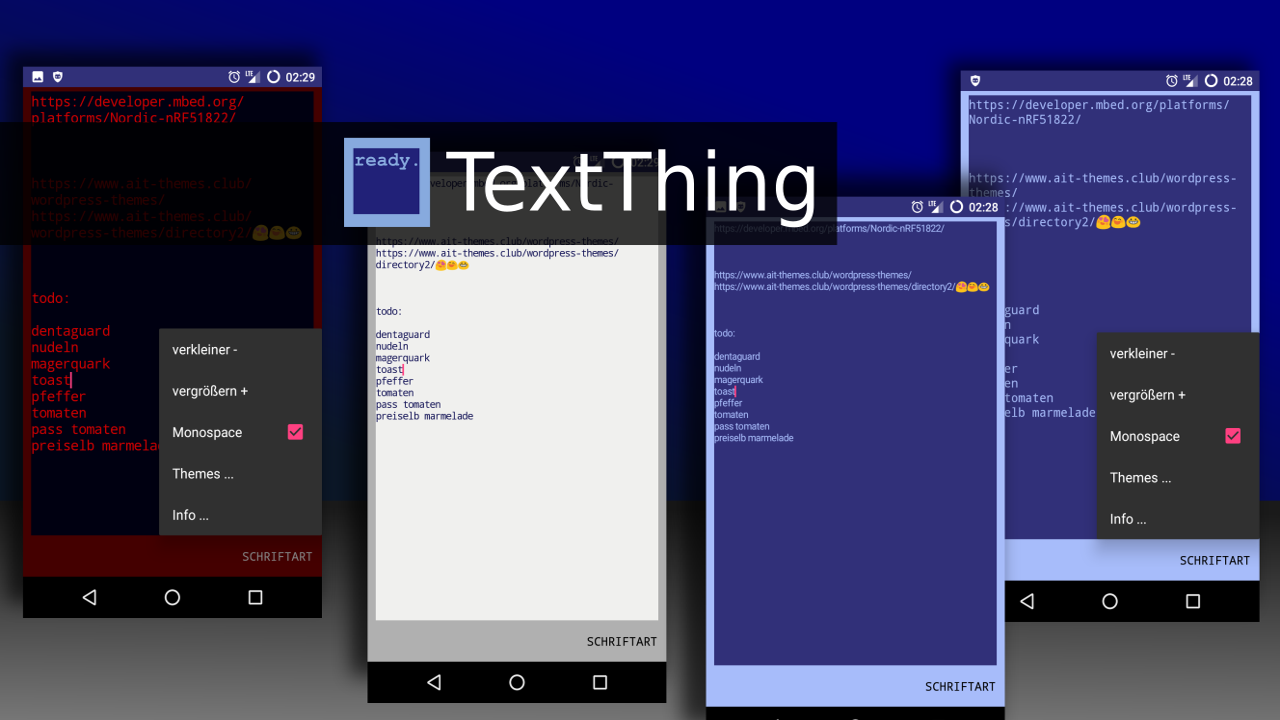 02:29
https://developer.mbed.org/
platforms/Nordic-nRF51822/
https://www.ait-themes.club/
wordpress-themes/
https://www.ait-themes.club/
wordpress-themes/directory2/
todo:
dentaguard
nudeln
magerquark
toast
pfeffer
tomaten
pass tomaten
preiselb marmelad
verkleiner -
vergrößern +
Monospace
Themes ...
Info ...
SCHRIFTART
ready.
TextThing
02:29
developer.mbed.org/platforms/Nordic-
https://www.ait-themes.club/wordpress-themes/
https://www.ait-themes.club/wordpress-themes/
directory2/
todo:
dentaguard
nudeln
magerquark
toast
pfeffer
tomaten
pass tomaten
preiselb marmelade
SCHRIFTART
LTE
02:28
https://developer.mbed.org/platforms/Nordic-nRF51822/
https://www.ait-themes.club/wordpress-themes/
https://www.ait-themes.club/wordpress-themes/directory2/
todo:
dentaguard
nudeln
magerquark
toast
pfeffer
tomaten
pass tomaten
preiselb marmelade
SCHRIFTART
LTE
02:28
https://developer.mbed.org/platforms/
Nordic-nRF51822/
https://www.ait-themes.club/wordpress-
themes/
://www.ait-themes.club/wordpress-
themes/directory2/
guard
n
quark
er
en
tomaten
elb marmelade
verkleiner -
vergrößern +
Monospace
Themes ...
Info ...
SCHRIFTART